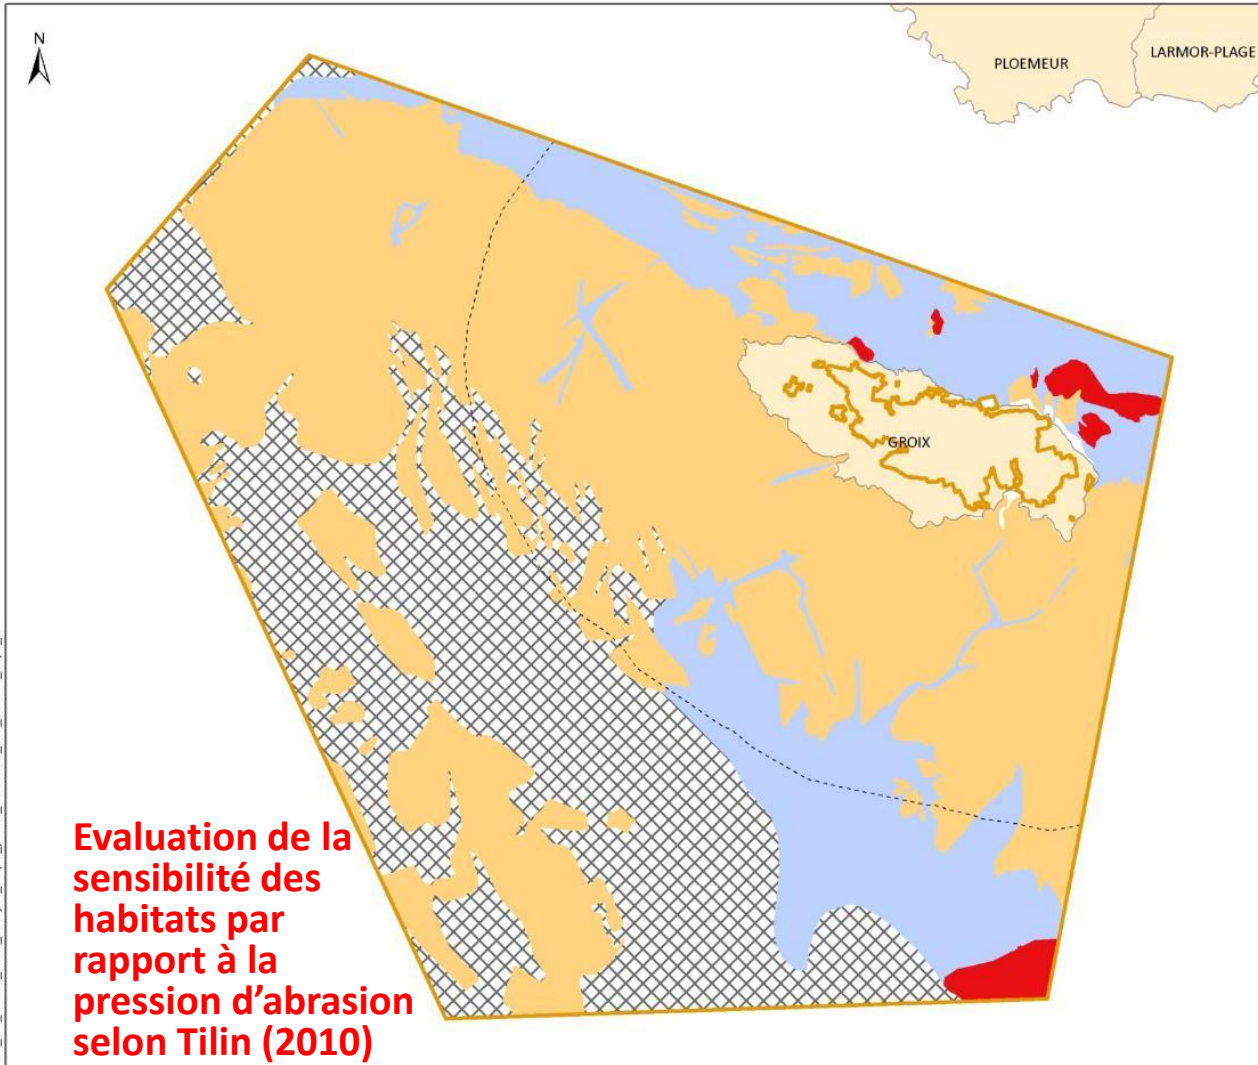 N
PLOEMEUR
LARMOR-PLAGE
GROIX
Evaluation de la
sensibilité des
habitats par
rapport à la
pression d’abrasion
selon Tilin (2010)